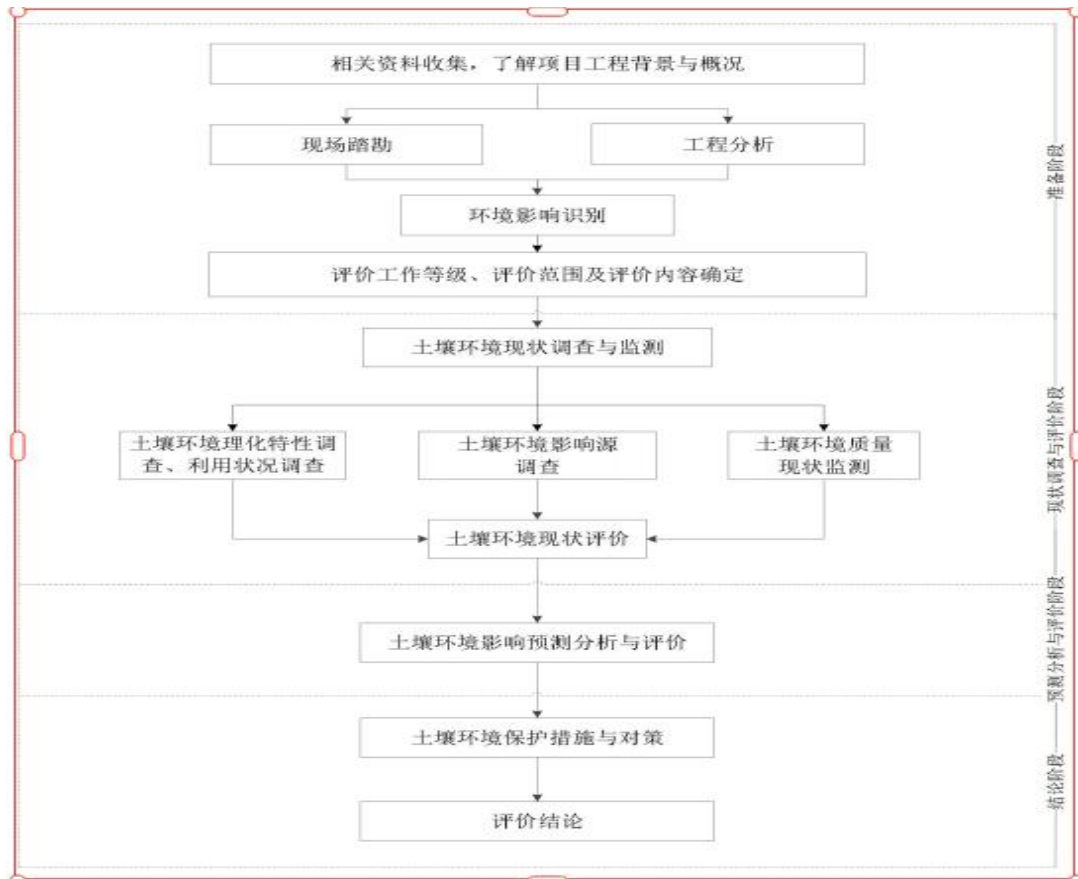 相关资料收集，了解项目工程背景与概况
现场踏勘
工程分析
环境影响识别
评价工作等级、评价范围及评价内容确定
准备阶段
土壤环境现状调查与监测
土壤环境理化特性调
查、利用状况调查
土壤环境影响源
调查
土壤环境质量
现状监测
土壤环境现状评价
现状调查与评价阶段
土壤环境影响预测分析与评价
预测分析与评价阶段
土壤环境保护措施与对策
评价结论
结论阶段